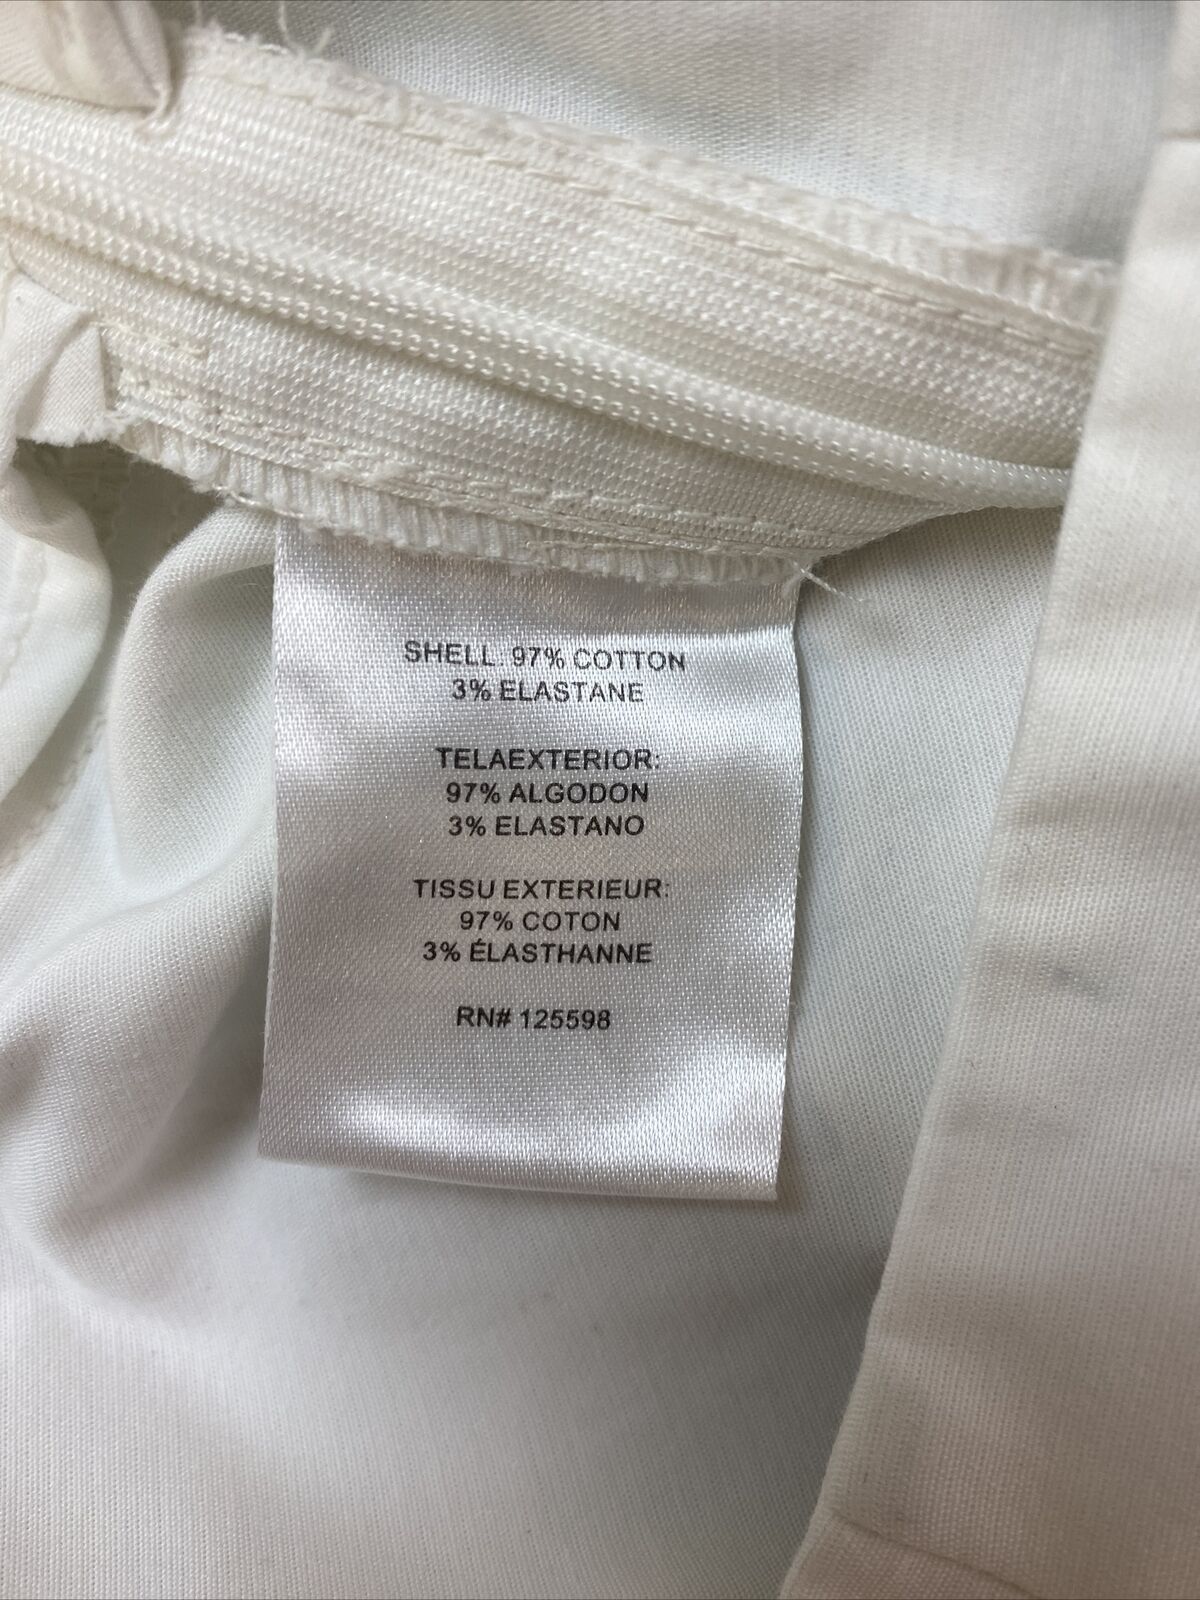 SHELL: 97% COTTON
3% ELASTANE
TELAEXTERIOR:
97% ALGODON
3% ELASTANO
TISSU EXTERIEUR:
97% COTON
3% ÉLASTHANNE
RN# 125598